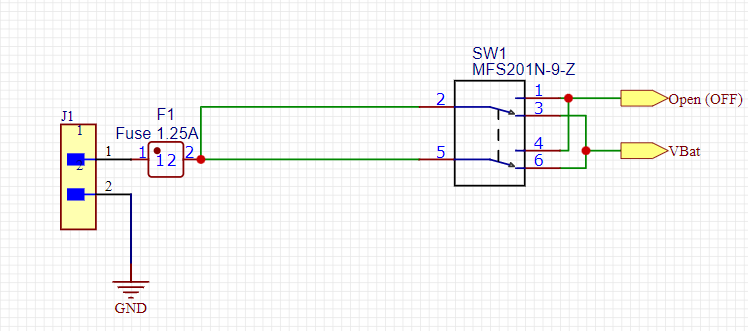 SW1
MFS201N-9-Z
J1
1
2
1
2
F1
Fuse 1.25A
1
12
2
2
5
1
3
4
6
Open (OFF)
VBat
GND